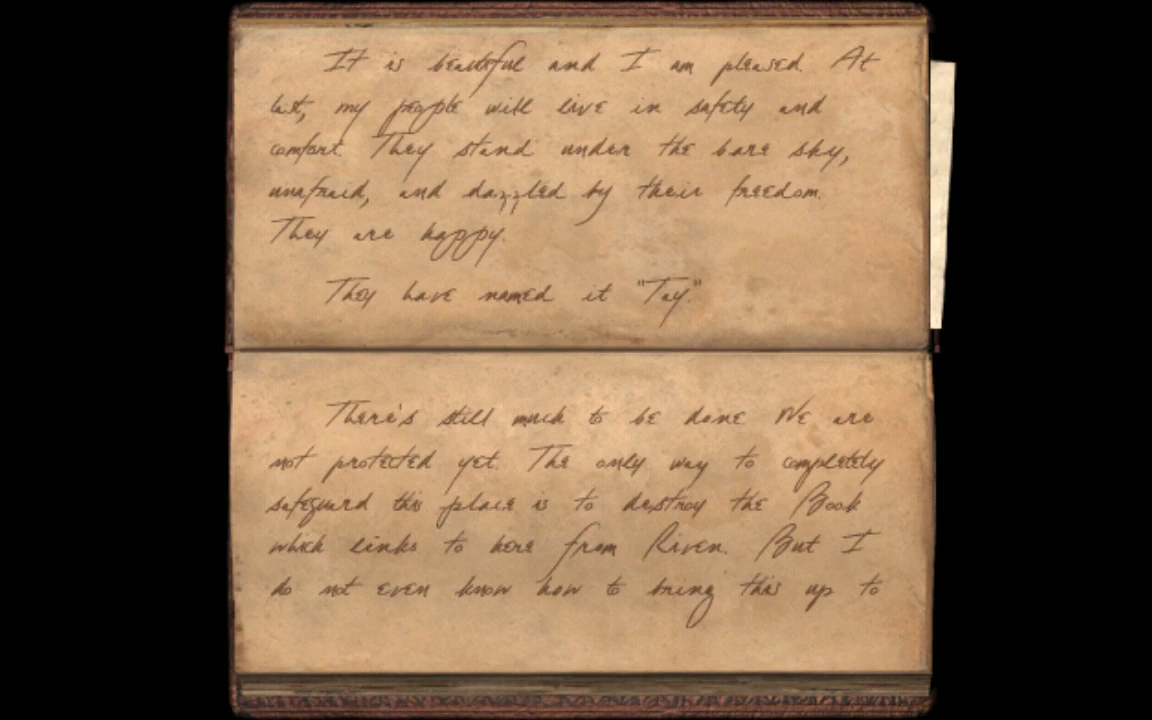 It is beautiful and I am pleased. At
last, my people will live in safety and
comfort. They stand under the bare sky,
unafraid, and dazzled by their freedom.
They are happy.
They have named it "Tay."
There's still much to be done. We are
not protected yet. The only way to completely
safeguard this place is to destroy the Book
which links to here from Riven. But I
do not even know how to bring this up to